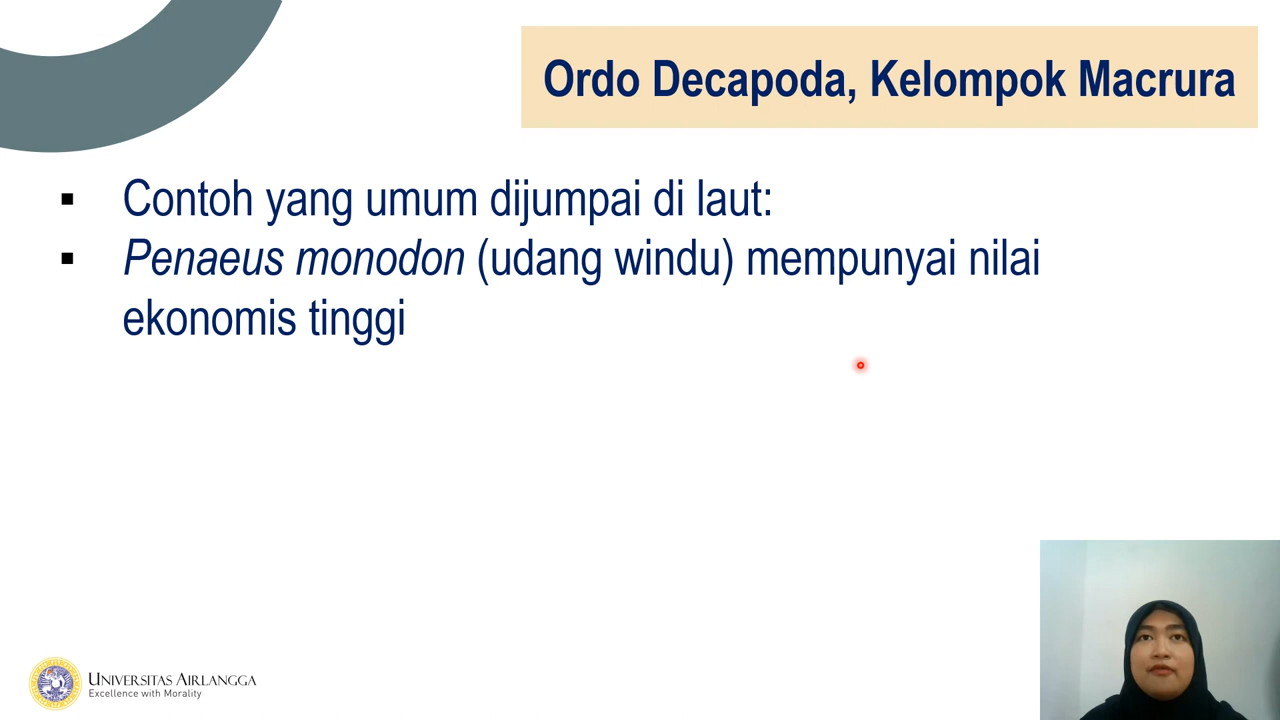 Ordo Decapoda, Kelompok Macrura
▪ Contoh yang umum dijumpai di laut:
▪ Penaeus monodon (udang windu) mempunyai nilai
ekonomis tinggi
UNIVERSITAS AIRLANGGA
Excellence with Morality